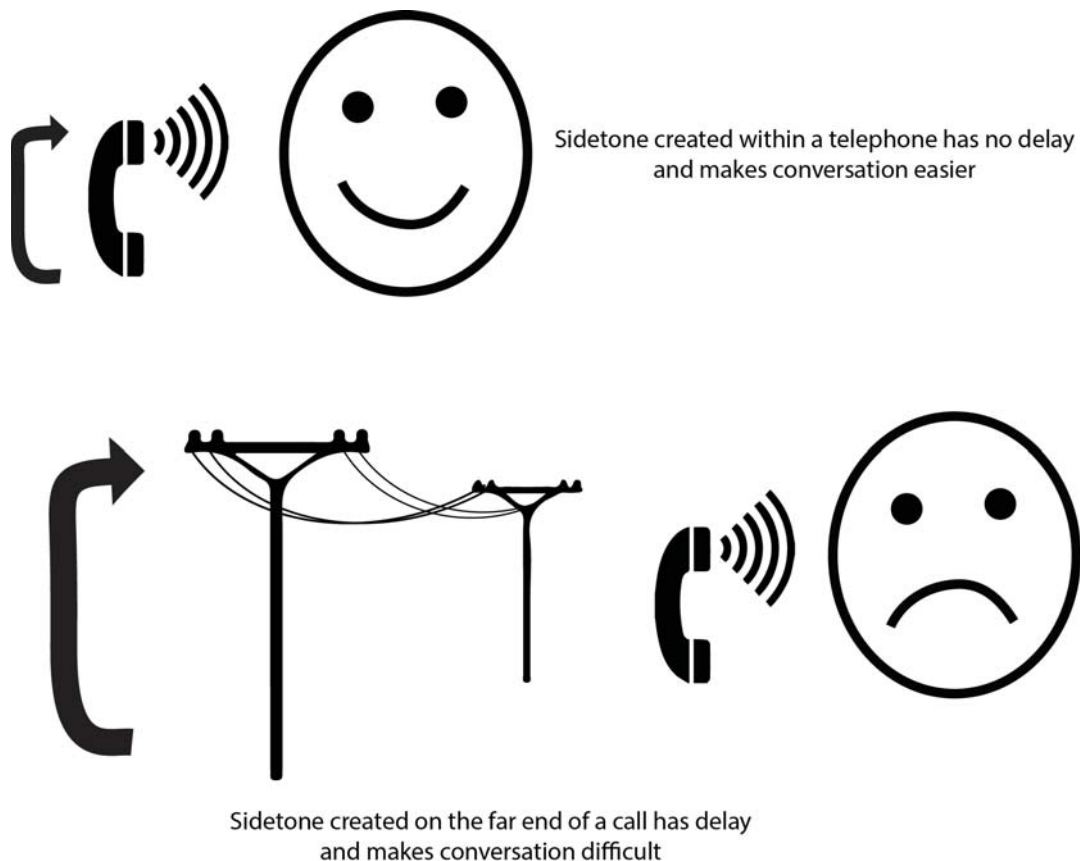 Sidetone created within a telephone has no delay
and makes conversation easier
Sidetone created on the far end of a call has delay
and makes conversation difficult